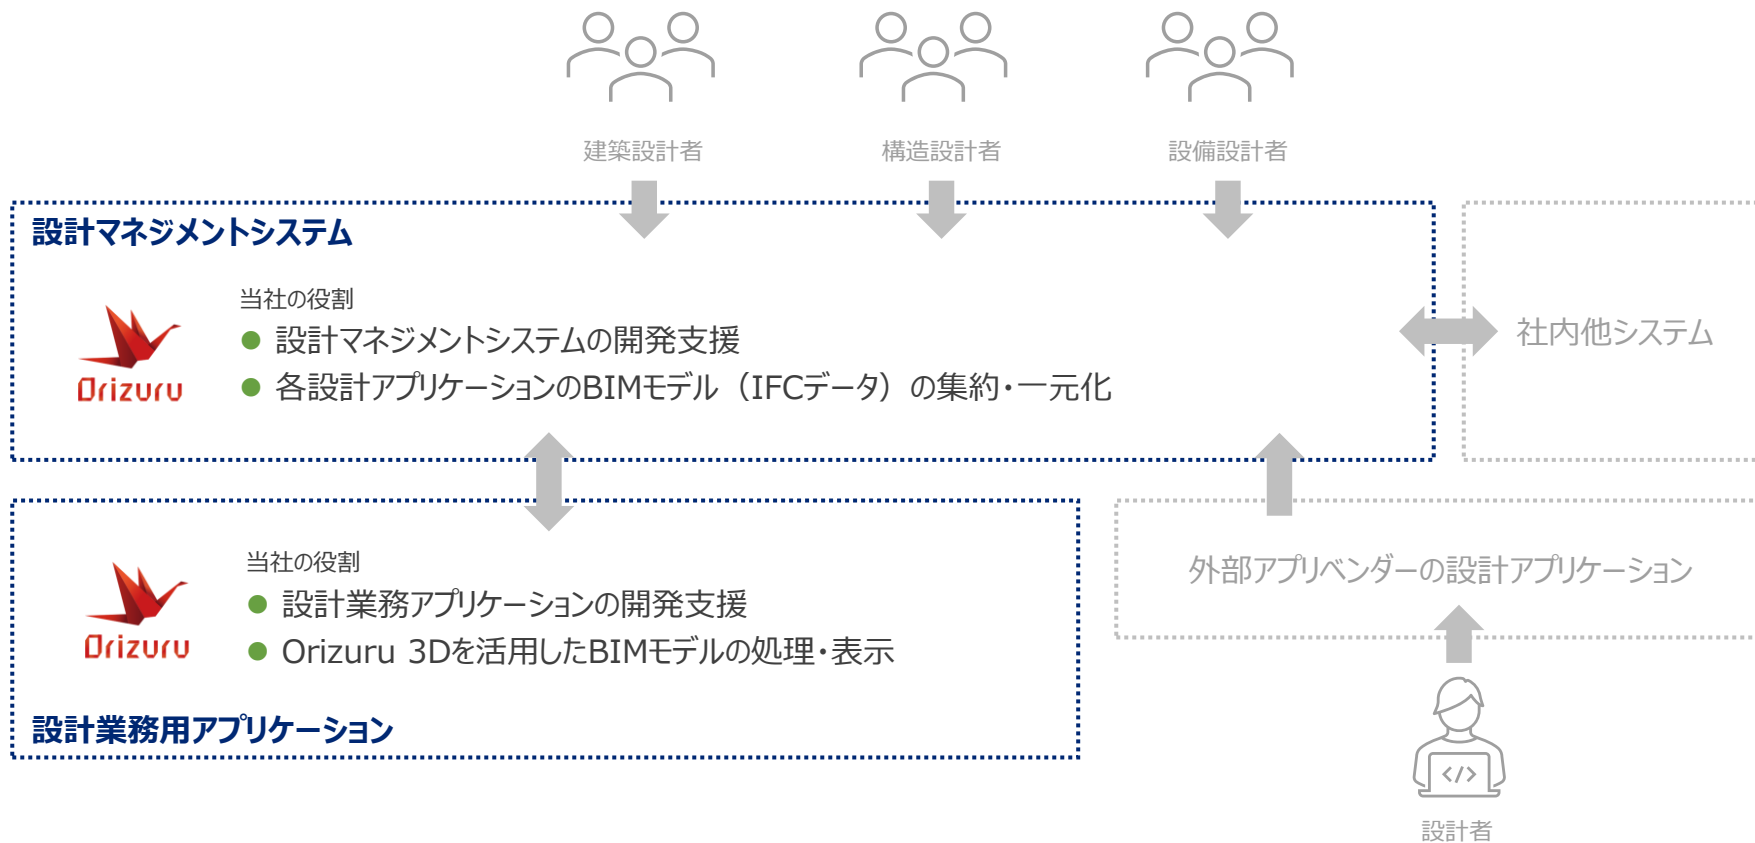 建築設計者
構造設計者
設備設計者
設計マネジメントシステム
当社の役割
● 設計マネジメントシステムの開発支援
● 各設計アプリケーションのBIMモデル（IFCデータ）の集約・一元化
Orizuru
社内他システム
当社の役割
● 設計業務アプリケーションの開発支援
● Orizuru 3Dを活用したBIMモデルの処理・表示
Orizuru
設計業務用アプリケーション
外部アプリベンダーの設計アプリケーション
</>
設計者